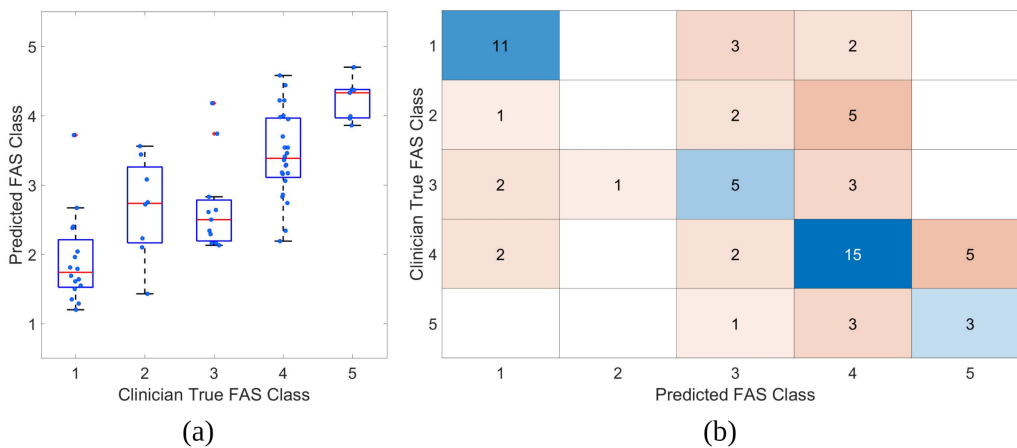 5
4
3
2
1
Predicted FAS Class
1 2 3 4 5
Clinician True FAS Class
(a)
Clinician True FAS Class
1 11 3 2
2 1 2 5
3 2 1 5 3
4 2 2 15 5
5 1 3 3
1 2 3 4 5
Predicted FAS Class
(b)